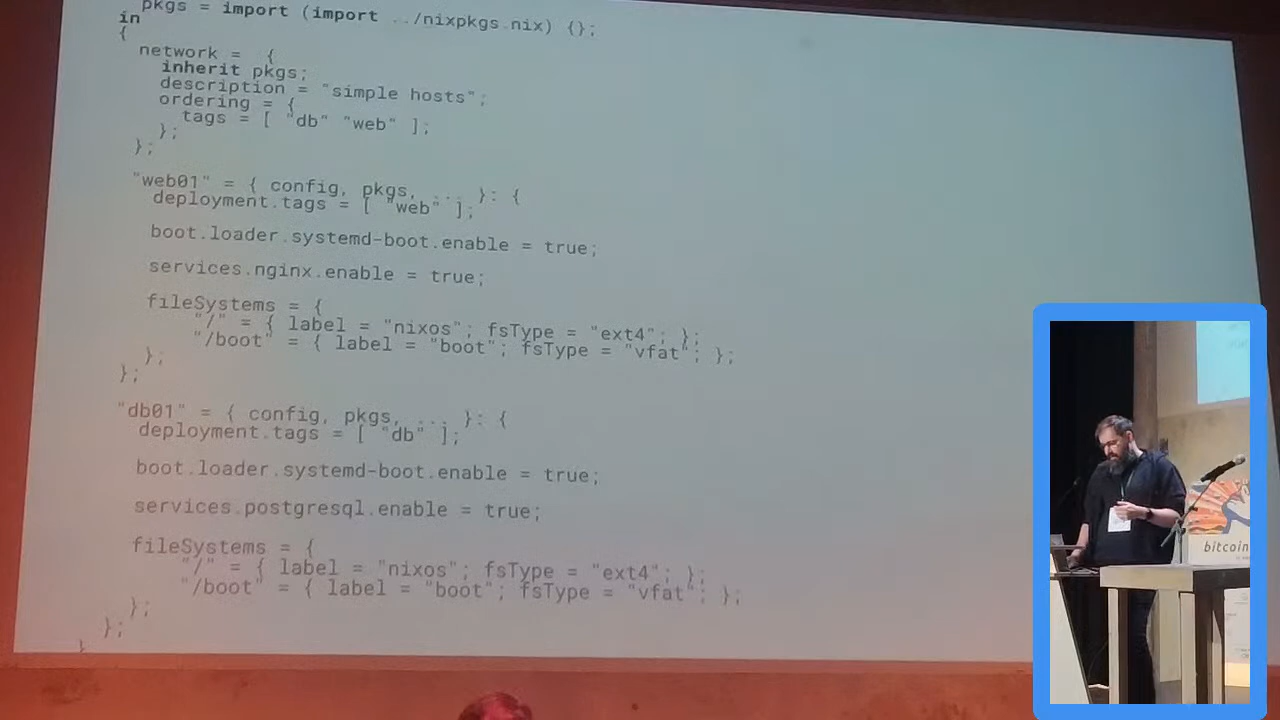 pkgs = import (import ../nixpkgs.nix) {};
in
{
network = {
inherit pkgs;
description = "simple hosts";
ordering = {
tags = [ "db" "web" ];
};
};
"web01" = { config, pkgs, ... }: {
deployment.tags = [ "web" ];
boot.loader.systemd-boot.enable = true;
services.nginx.enable = true;
fileSystems = {
"/" = { label = "nixos"; fsType = "ext4"; };
"/boot" = { label = "boot"; fsType = "vfat"; };
};
};
"db01" = { config, pkgs, ... }: {
deployment.tags = [ "db" ];
boot.loader.systemd-boot.enable = true;
services.postgresql.enable = true;
fileSystems = {
"/" = { label = "nixos"; fsType = "ext4"; };
"/boot" = { label = "boot"; fsType = "vfat"; };
};
};
}
bitcoin